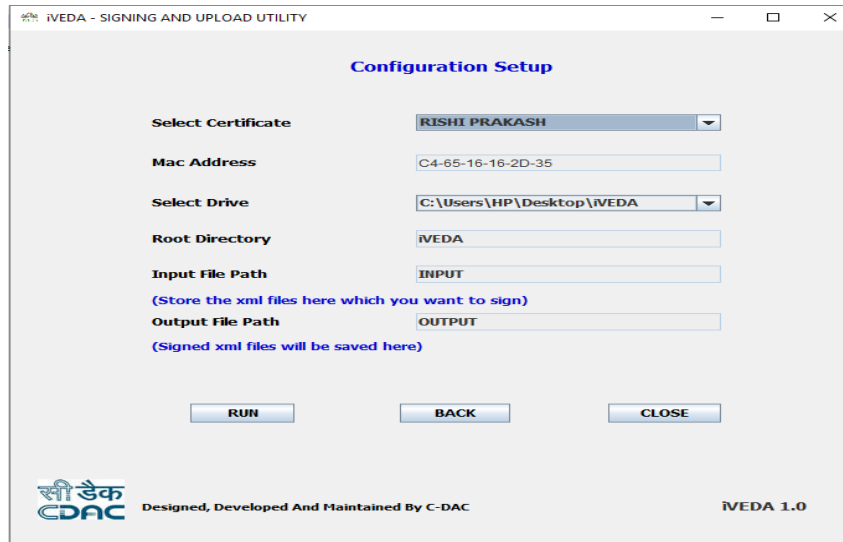 iVEDA - SIGNING AND UPLOAD UTILITY
Configuration Setup
Select Certificate RISHI PRAKASH
Mac Address C4-65-16-16-2D-35
Select Drive C:\Users\HP\Desktop\iVEDA
Root Directory iVEDA
Input File Path INPUT
(Store the xml files here which you want to sign)
Output File Path OUTPUT
(Signed xml files will be saved here)
RUN BACK CLOSE
सी डैक
CDAC
Designed, Developed And Maintained By C-DAC
iVEDA 1.0